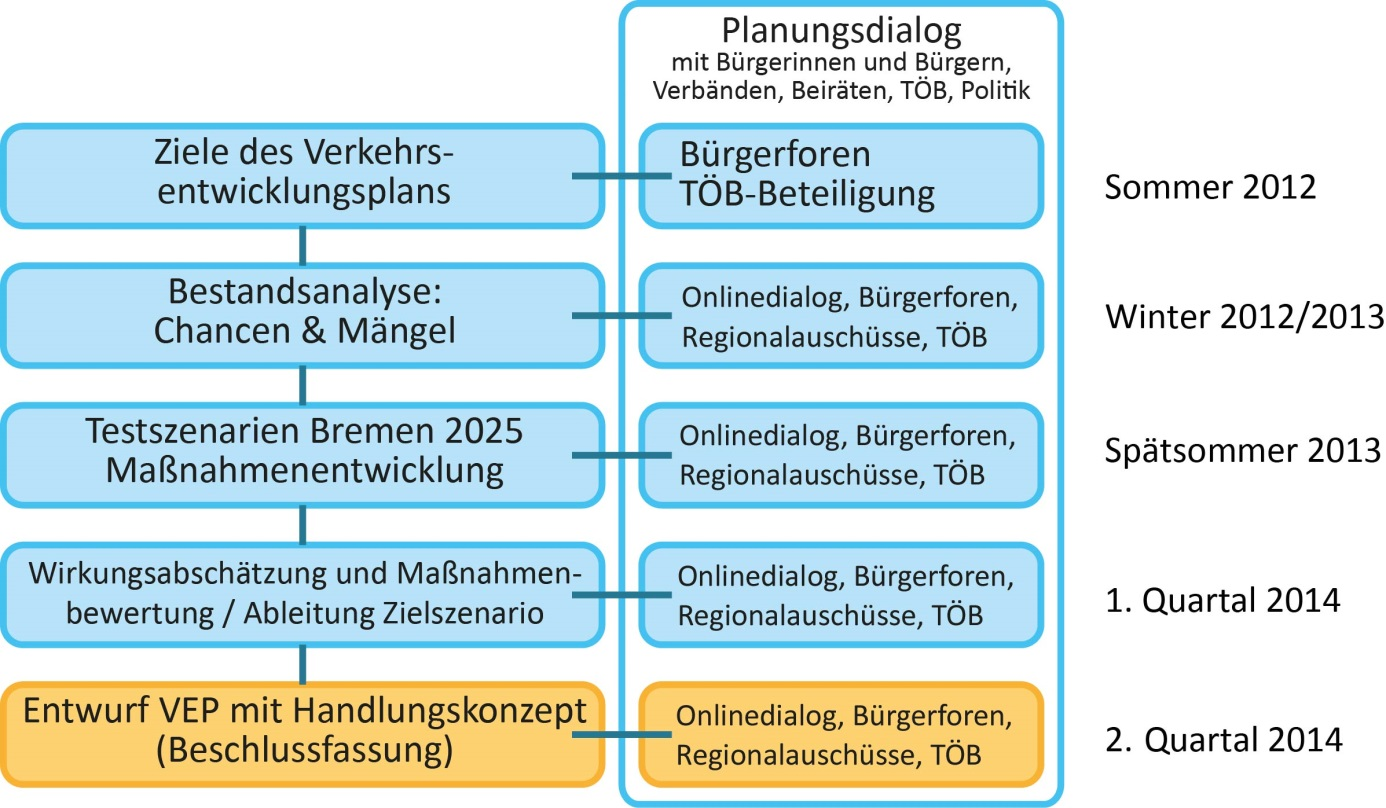 Planungsdialog
mit Bürgerinnen und Bürgern,
Verbänden, Beiräten, TÖB, Politik
Ziele des Verkehrs-
entwicklungsplans
Bürgerforen
TÖB-Beteiligung
Sommer 2012
Bestandsanalyse:
Chancen & Mängel
Onlinedialog, Bürgerforen,
Regionalauschüsse, TÖB
Winter 2012/2013
Testszenarien Bremen 2025
Maßnahmenentwicklung
Onlinedialog, Bürgerforen,
Regionalauschüsse, TÖB
Spätsommer 2013
Wirkungsabschätzung und Maßnahmen-
bewertung / Ableitung Zielszenario
Onlinedialog, Bürgerforen,
Regionalauschüsse, TÖB
1. Quartal 2014
Entwurf VEP mit Handlungskonzept
(Beschlussfassung)
Onlinedialog, Bürgerforen,
Regionalauschüsse, TÖB
2. Quartal 2014